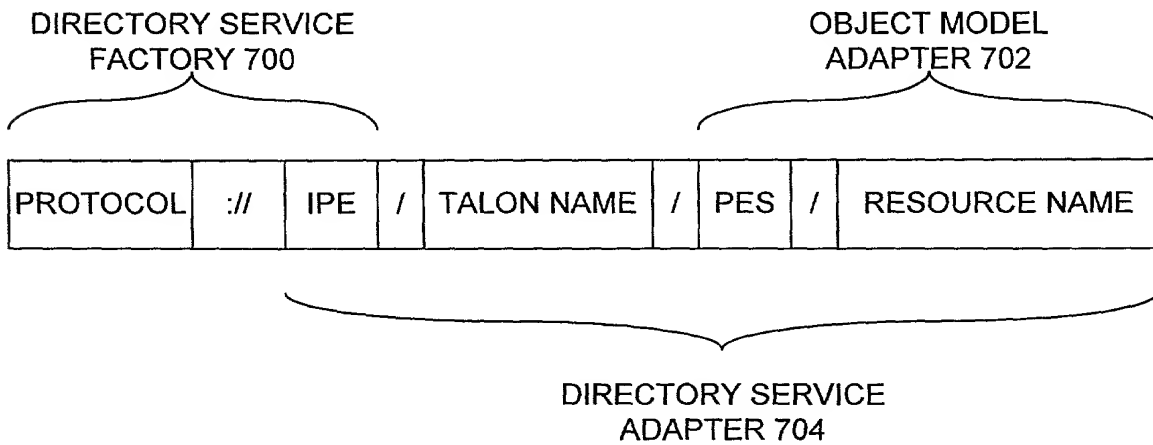 DIRECTORY SERVICE
FACTORY 700
OBJECT MODEL
ADAPTER 702
PROTOCOL :// IPE / TALON NAME / PES / RESOURCE NAME
DIRECTORY SERVICE
ADAPTER 704